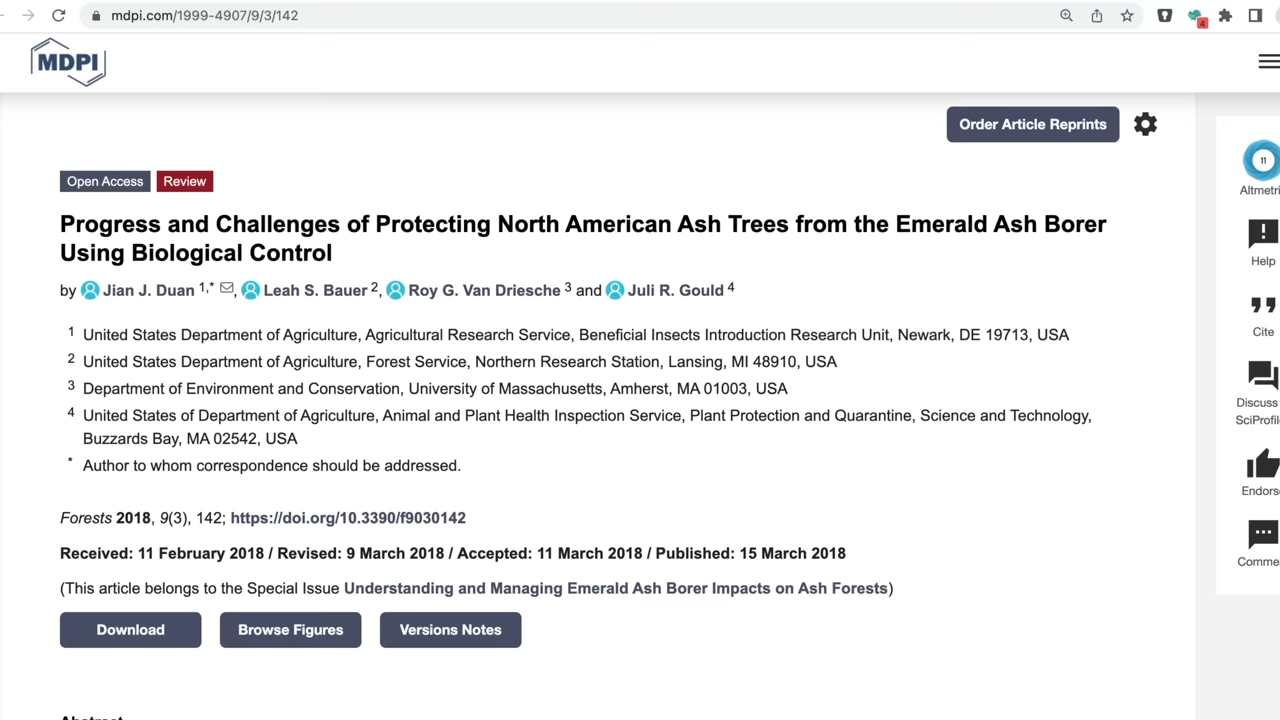 mdpi.com/1999-4907/9/3/142
4
MDPI
Order Article Reprints
11
Altmetri
Open Access Review
Progress and Challenges of Protecting North American Ash Trees from the Emerald Ash Borer
Using Biological Control
Help
by Jian J. Duan 1,* , Leah S. Bauer 2, Roy G. Van Driesche 3 and Juli R. Gould 4
Cite
1 United States Department of Agriculture, Agricultural Research Service, Beneficial Insects Introduction Research Unit, Newark, DE 19713, USA
2 United States Department of Agriculture, Forest Service, Northern Research Station, Lansing, MI 48910, USA
3 Department of Environment and Conservation, University of Massachusetts, Amherst, MA 01003, USA
Discuss
SciProfil
4 United States of Department of Agriculture, Animal and Plant Health Inspection Service, Plant Protection and Quarantine, Science and Technology,
Buzzards Bay, MA 02542, USA
* Author to whom correspondence should be addressed.
Endors
Forests 2018, 9(3), 142; https://doi.org/10.3390/f9030142
Received: 11 February 2018 / Revised: 9 March 2018 / Accepted: 11 March 2018 / Published: 15 March 2018
Comme
(This article belongs to the Special Issue Understanding and Managing Emerald Ash Borer Impacts on Ash Forests)
Download Browse Figures Versions Notes
Abstract